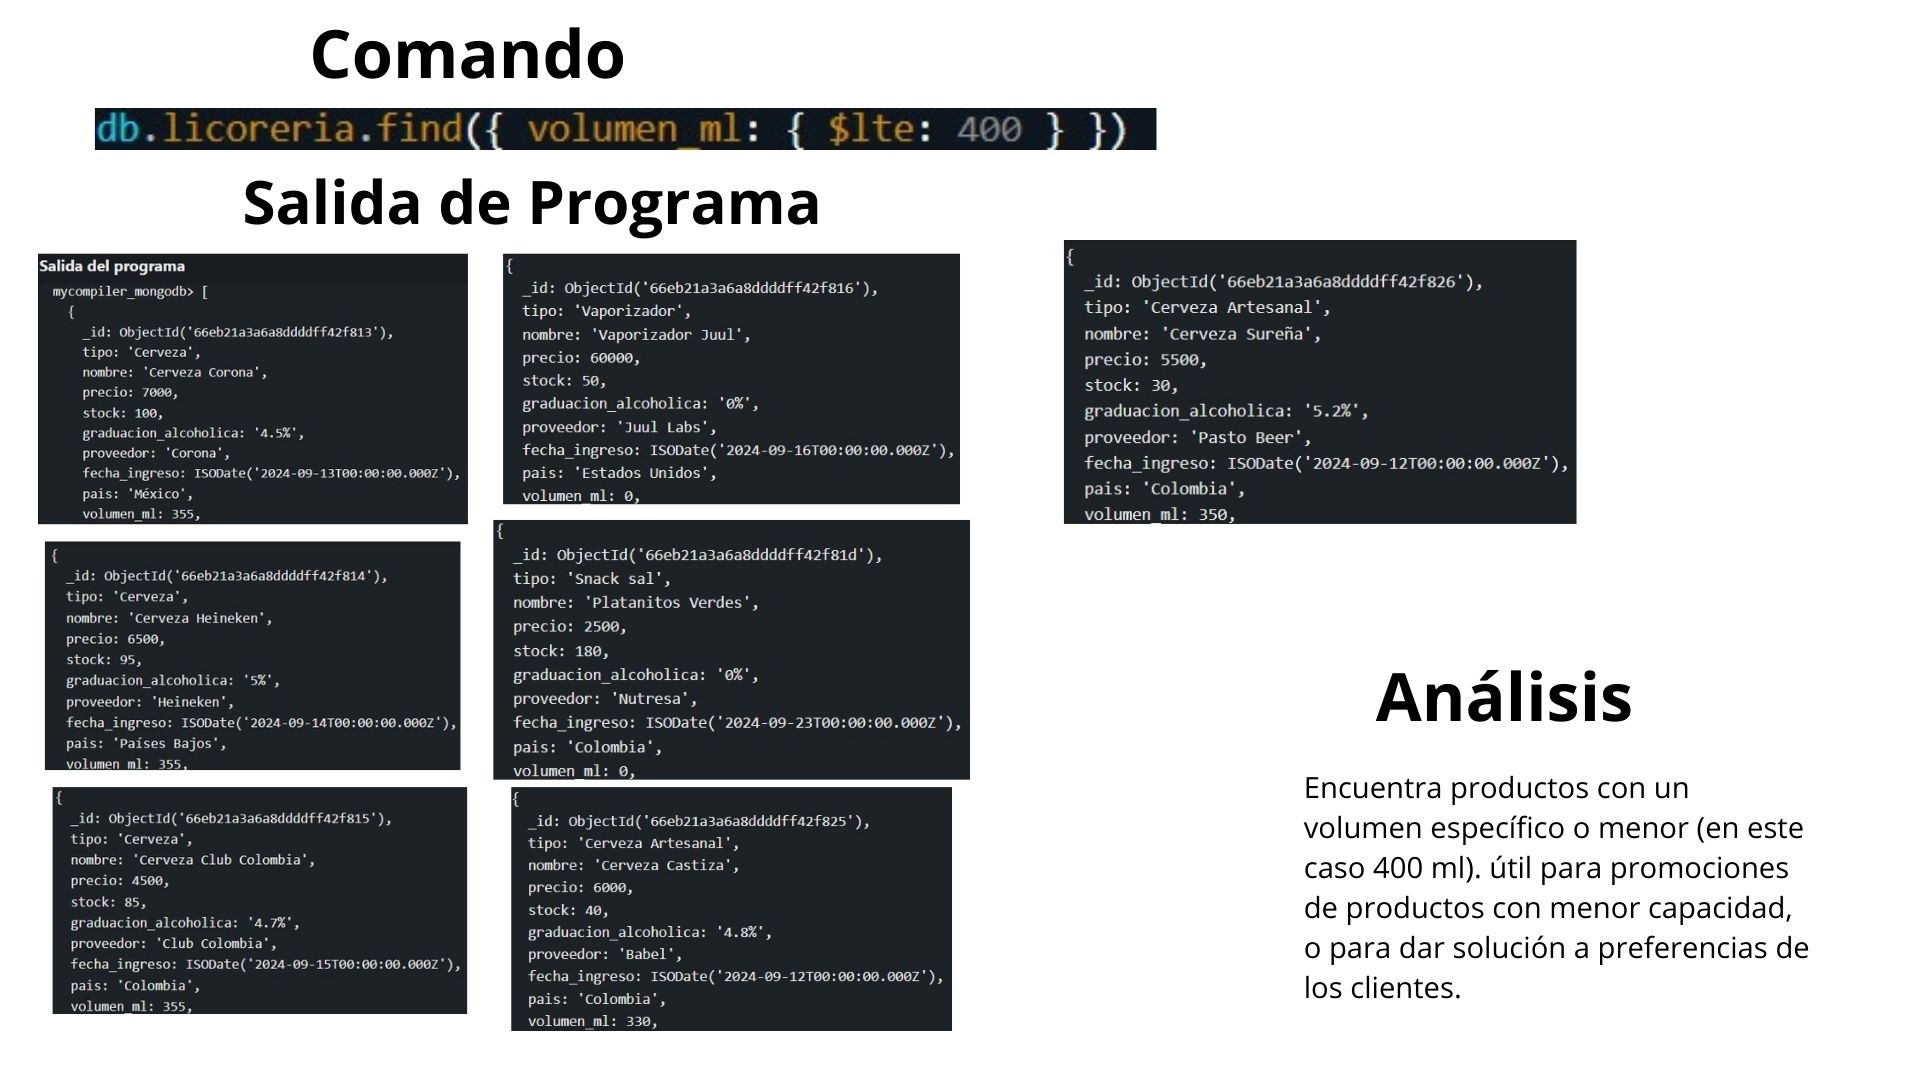 Comando
db.licoreria.find({ volumen_ml: { $lte: 400 } })
Salida de Programa
Salida del programa
mycompiler_mongodb> [
{
_id: ObjectId('66eb21a3a6a8ddddff42f813'),
tipo: 'Cerveza',
nombre: 'Cerveza Corona',
precio: 7000,
stock: 100,
graduacion_alcoholica: '4.5%',
proveedor: 'Corona',
fecha_ingreso: ISODate('2024-09-13T00:00:00.000Z'),
pais: 'México',
volumen_ml: 355,
{
_id: ObjectId('66eb21a3a6a8ddddff42f814'),
tipo: 'Cerveza',
nombre: 'Cerveza Heineken',
precio: 6500,
stock: 95,
graduacion_alcoholica: '5%',
proveedor: 'Heineken',
fecha_ingreso: ISODate('2024-09-14T00:00:00.000Z'),
pais: 'Países Bajos',
volumen_ml: 355,
{
_id: ObjectId('66eb21a3a6a8ddddff42f815'),
tipo: 'Cerveza',
nombre: 'Cerveza Club Colombia',
precio: 4500,
stock: 85,
graduacion_alcoholica: '4.7%',
proveedor: 'Club Colombia',
fecha_ingreso: ISODate('2024-09-15T00:00:00.000Z'),
pais: 'Colombia',
volumen_ml: 355,
{
_id: ObjectId('66eb21a3a6a8ddddff42f816'),
tipo: 'Vaporizador',
nombre: 'Vaporizador Juul',
precio: 60000,
stock: 50,
graduacion_alcoholica: '0%',
proveedor: 'Juul Labs',
fecha_ingreso: ISODate('2024-09-16T00:00:00.000Z'),
pais: 'Estados Unidos',
volumen_ml: 0,
{
_id: ObjectId('66eb21a3a6a8ddddff42f81d'),
tipo: 'Snack sal',
nombre: 'Platanitos Verdes',
precio: 2500,
stock: 180,
graduacion_alcoholica: '0%',
proveedor: 'Nutresa',
fecha_ingreso: ISODate('2024-09-23T00:00:00.000Z'),
pais: 'Colombia',
volumen_ml: 0,
{
_id: ObjectId('66eb21a3a6a8ddddff42f825'),
tipo: 'Cerveza Artesanal',
nombre: 'Cerveza Castiza',
precio: 6000,
stock: 40,
graduacion_alcoholica: '4.8%',
proveedor: 'Babel',
fecha_ingreso: ISODate('2024-09-12T00:00:00.000Z'),
pais: 'Colombia',
volumen_ml: 330,
{
_id: ObjectId('66eb21a3a6a8ddddff42f826'),
tipo: 'Cerveza Artesanal',
nombre: 'Cerveza Sureña',
precio: 5500,
stock: 30,
graduacion_alcoholica: '5.2%',
proveedor: 'Pasto Beer',
fecha_ingreso: ISODate('2024-09-12T00:00:00.000Z'),
pais: 'Colombia',
volumen_ml: 350,
Análisis
Encuentra productos con un
volumen específico o menor (en este
caso 400 ml). útil para promociones
de productos con menor capacidad,
o para dar solución a preferencias de
los clientes.